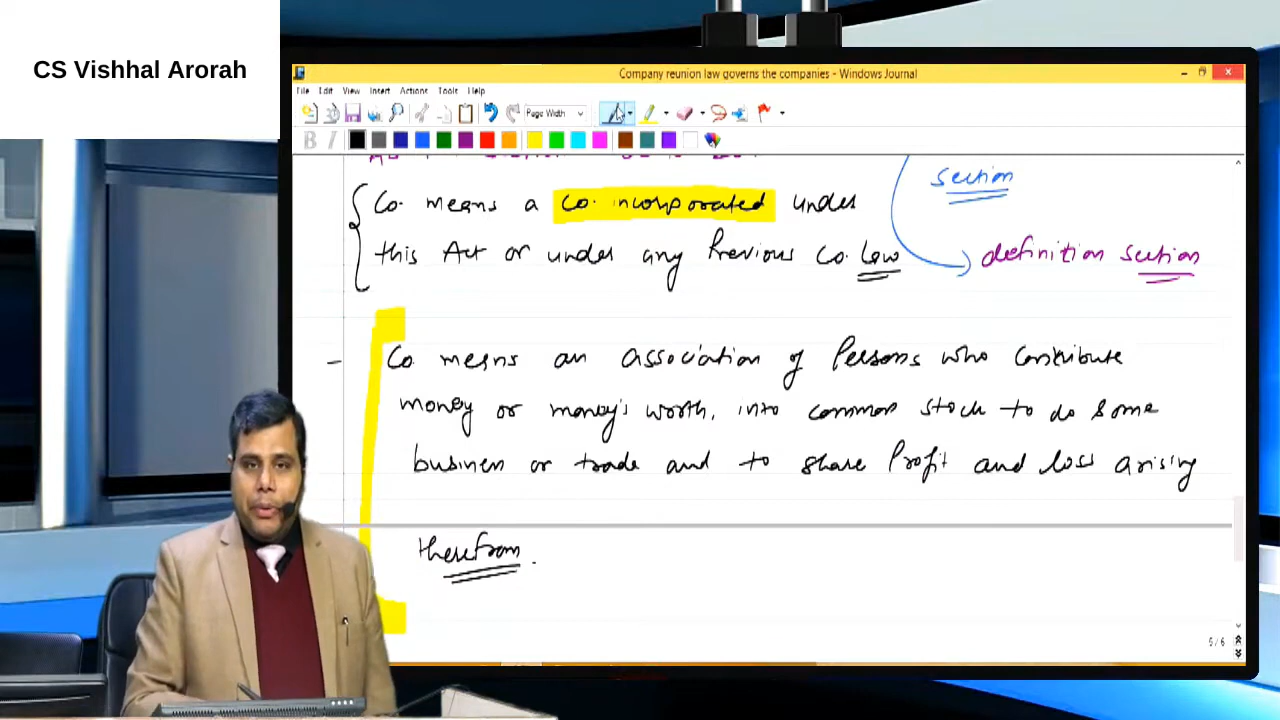 CS Vishhal Arorah
Company reunion law governs the companies - Windows Journal
File Edit View Insert Actions Tools Help
Page Width
B I
section
Co. means a Co. incorporated under
this Act or under any Previous Co. Law
definition section
- Co. means an association of Persons who contribute
money or money's worth, into common stock to do some
business or trade and to share Profit and loss arising
therefrom.
5/6